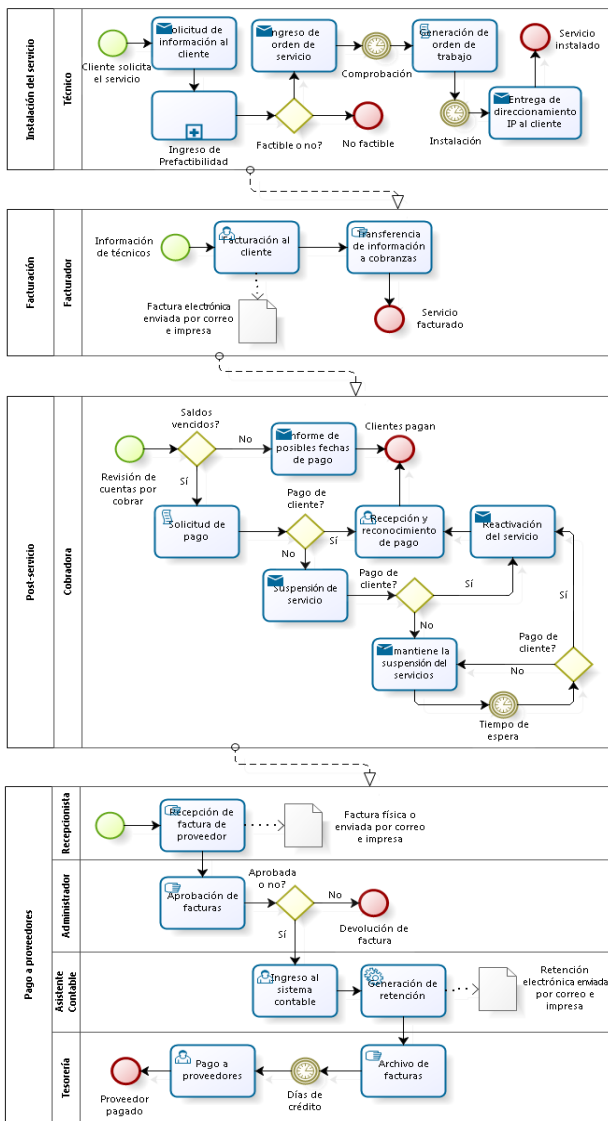 Instalación del servicio
Técnico
Cliente solicita
el servicio
Solicitud de
información al
cliente
Ingreso de
Prefactibilidad
Ingreso de
orden de
servicio
Factible o no?
No factible
Comprobación
Generación de
orden de
trabajo
Instalación
Servicio
instalado
Entrega de
direccionamiento
IP al cliente
Facturación
Facturador
Información
de técnicos
Facturación al
cliente
Factura electrónica
enviada por correo
e impresa
Transferencia
de información
a cobranzas
Servicio
facturado
Post-servicio
Cobradora
Revisión de
cuentas por
cobrar
Saldos
vencidos?
No
Sí
Informe de
posibles fechas
de pago
Clientes pagan
Solicitud de
pago
Pago de
cliente?
Sí
No
Recepción y
reconocimiento
de pago
Reactivación
del servicio
Suspensión de
servicio
Pago de
cliente?
Sí
No
mantiene la
suspensión del
servicios
Tiempo de
espera
Pago de
cliente?
No
Sí
Pago a proveedores
Recepcionista
Recepción de
factura de
proveedor
Factura física o
enviada por correo
e impresa
Administrador
Aprobación de
facturas
Aprobada
o no?
No
Sí
Devolución de
factura
Asistente
Contable
Ingreso al
sistema
contable
Generación de
retención
Retención
electrónica enviada
por correo e
impresa
Tesorería
Proveedor
pagado
Pago a
proveedores
Días de
crédito
Archivo de
facturas